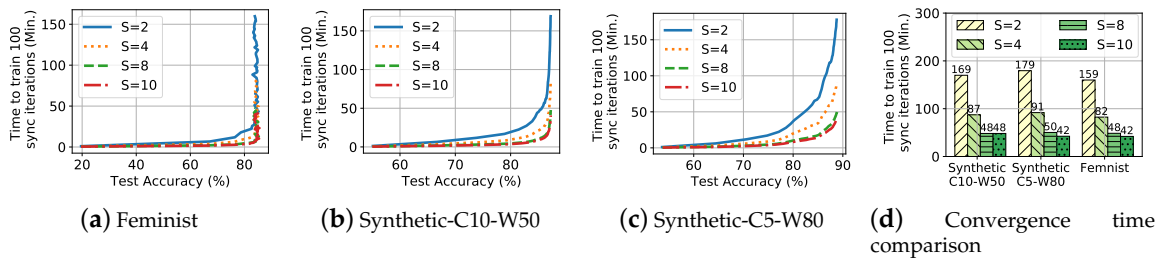 Time to train 100
sync iterations (Min.)
150
100
50
0
20
40
60
80
Test Accuracy (%)
S=2
S=4
S=8
S=10
(a) Feminist
Time to train 100
sync iterations (Min.)
150
100
50
0
60
70
80
Test Accuracy (%)
S=2
S=4
S=8
S=10
(b) Synthetic-C10-W50
Time to train 100
sync iterations (Min.)
150
100
50
0
60
70
80
90
Test Accuracy (%)
S=2
S=4
S=8
S=10
(c) Synthetic-C5-W80
Time to train 100
sync iterations (Min.)
300
200
100
0
S=2
S=4
S=8
S=10
169
87
48
48
179
91
50
42
159
82
48
42
Synthetic
C10-W50
Synthetic
C5-W80
Femnist
(d) Convergence time
comparison